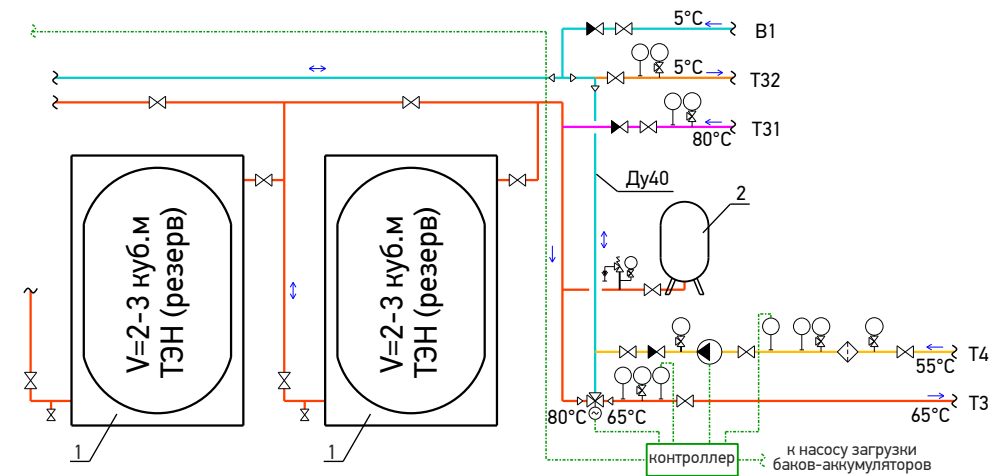 5°C
В1
5°C
Т32
80°C
Т31
Ду40
2
V=2-3 куб.м
ТЭН (резерв)
V=2-3 куб.м
ТЭН (резерв)
Т4
55°C
Т3
80°C
65°C
65°C
1
1
контроллер
к насосу загрузки
баков-аккумуляторов